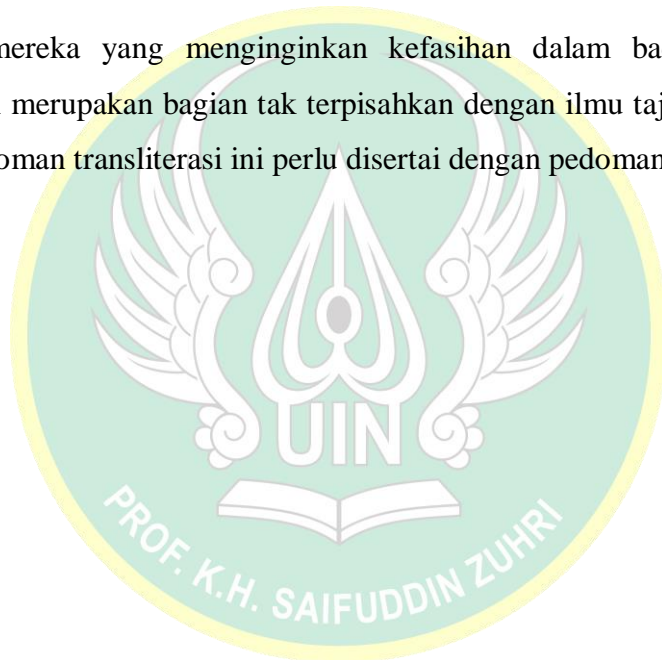 mereka yang menginginkan kefasihan dalam ba
merupakan bagian tak terpisahkan dengan ilmu taj
oman transliterasi ini perlu disertai dengan pedoman
UIN
PROF. K.H. SAIFUDDIN ZUHRI